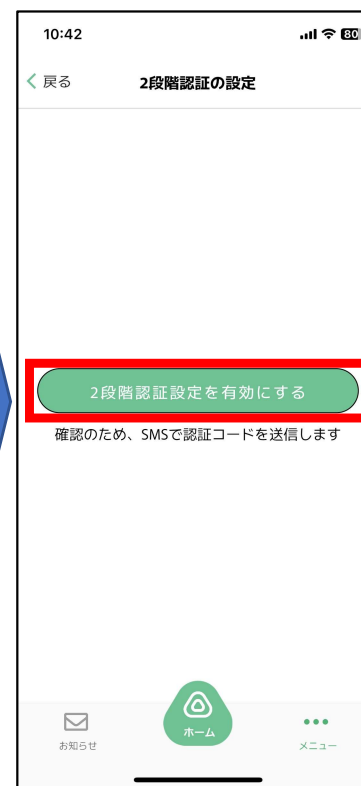 10:42
80
戻る
2段階認証の設定
2段階認証設定を有効にする
確認のため、SMSで認証コードを送信します
お知らせ
ホーム
メニュー